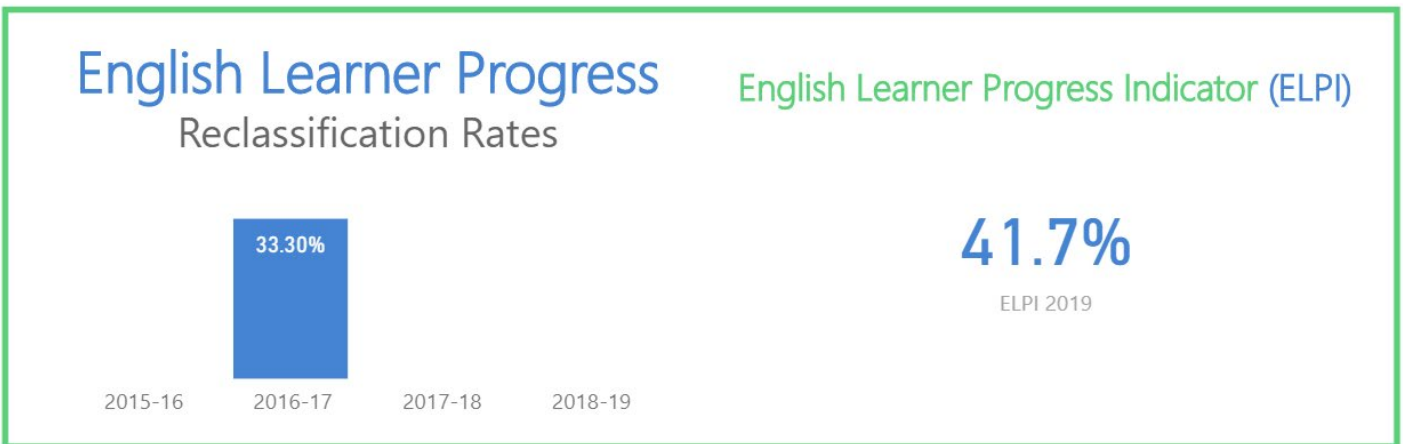 English Learner Progress
Reclassification Rates
33.30%
2015-16
2016-17
2017-18
2018-19
English Learner Progress Indicator (ELPI)
41.7%
ELPI 2019